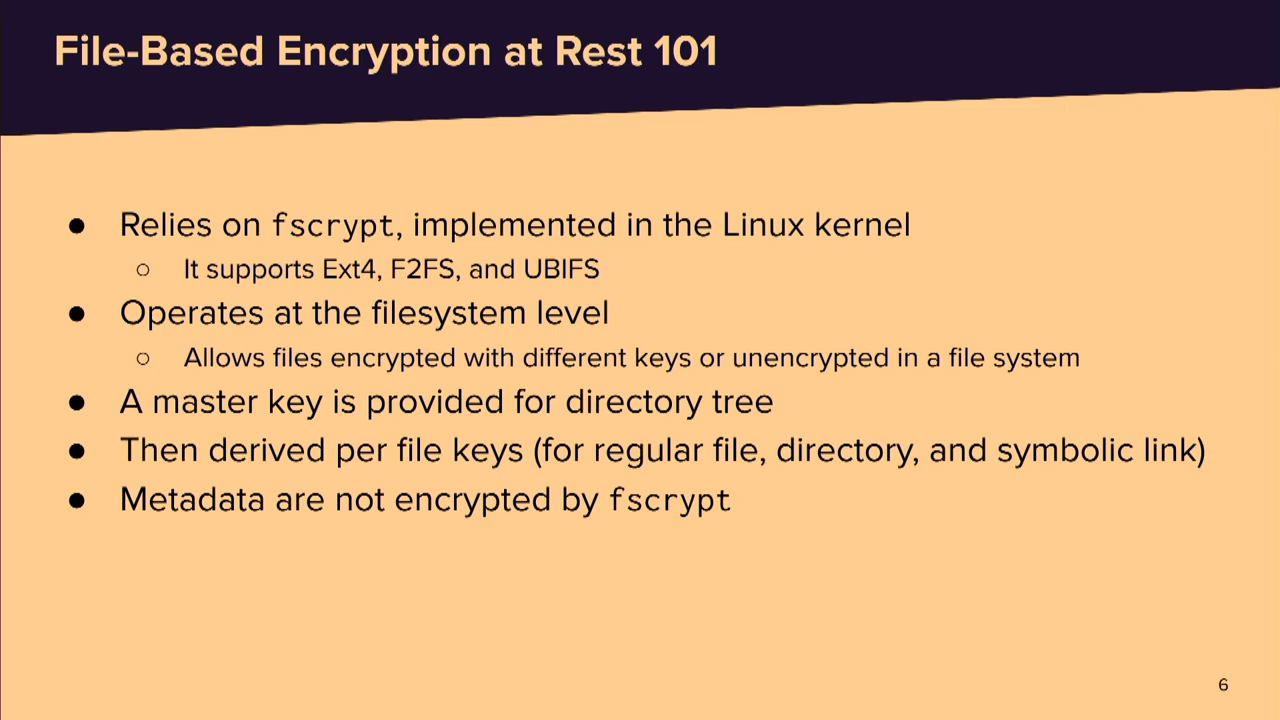 File-Based Encryption at Rest 101
● Relies on fscrypt, implemented in the Linux kernel
○ It supports Ext4, F2FS, and UBIFS
● Operates at the filesystem level
○ Allows files encrypted with different keys or unencrypted in a file system
● A master key is provided for directory tree
● Then derived per file keys (for regular file, directory, and symbolic link)
● Metadata are not encrypted by fscrypt
6